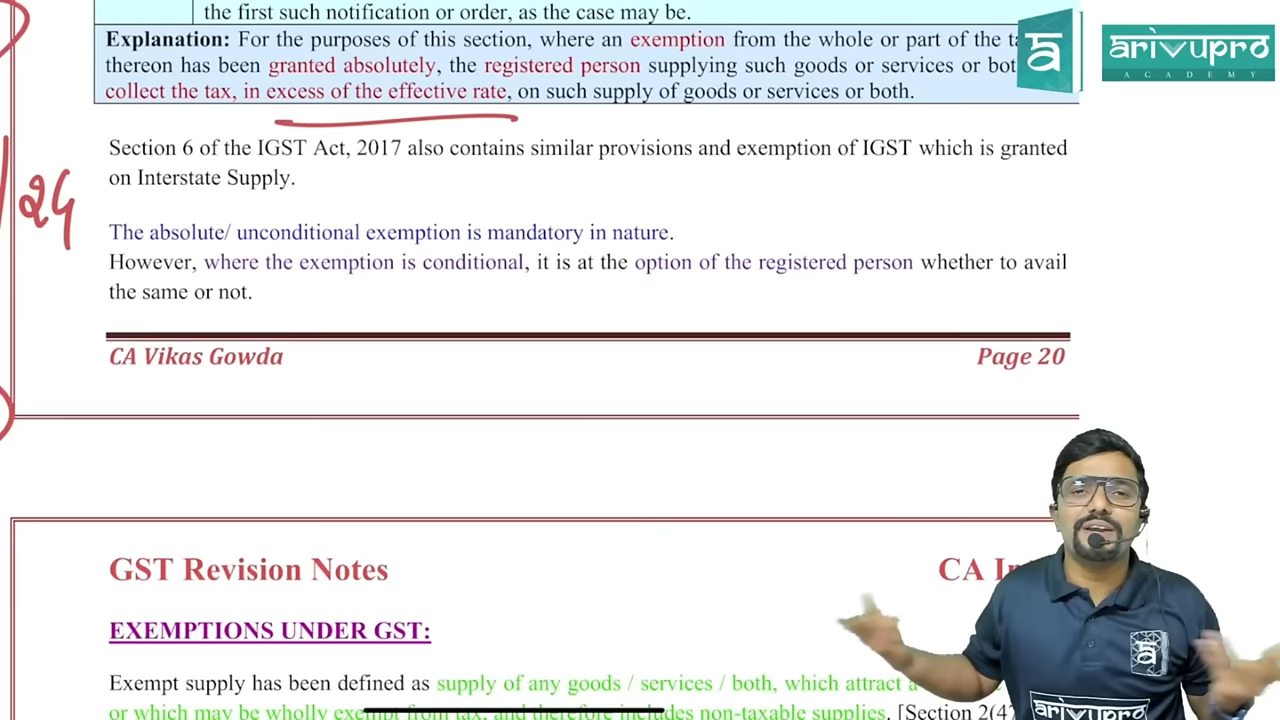 the first such notification or order, as the case may be.
Explanation: For the purposes of this section, where an exemption from the whole or part of the
thereon has been granted absolutely, the registered person supplying such goods or services or
collect the tax, in excess of the effective rate, on such supply of goods or services or both.
arivupro
ACADEMY
Section 6 of the IGST Act, 2017 also contains similar provisions and exemption of IGST which is granted
on Interstate Supply.
24
The absolute/ unconditional exemption is mandatory in nature.
However, where the exemption is conditional, it is at the option of the registered person whether to avail
the same or not.
CA Vikas Gowda Page 20
GST Revision Notes CA
EXEMPTIONS UNDER GST:
Exempt supply has been defined as supply of any goods / services / both, which attract
or which may be wholly exempt from tax, and therefore includes non-taxable supplies. [Section
arivupro